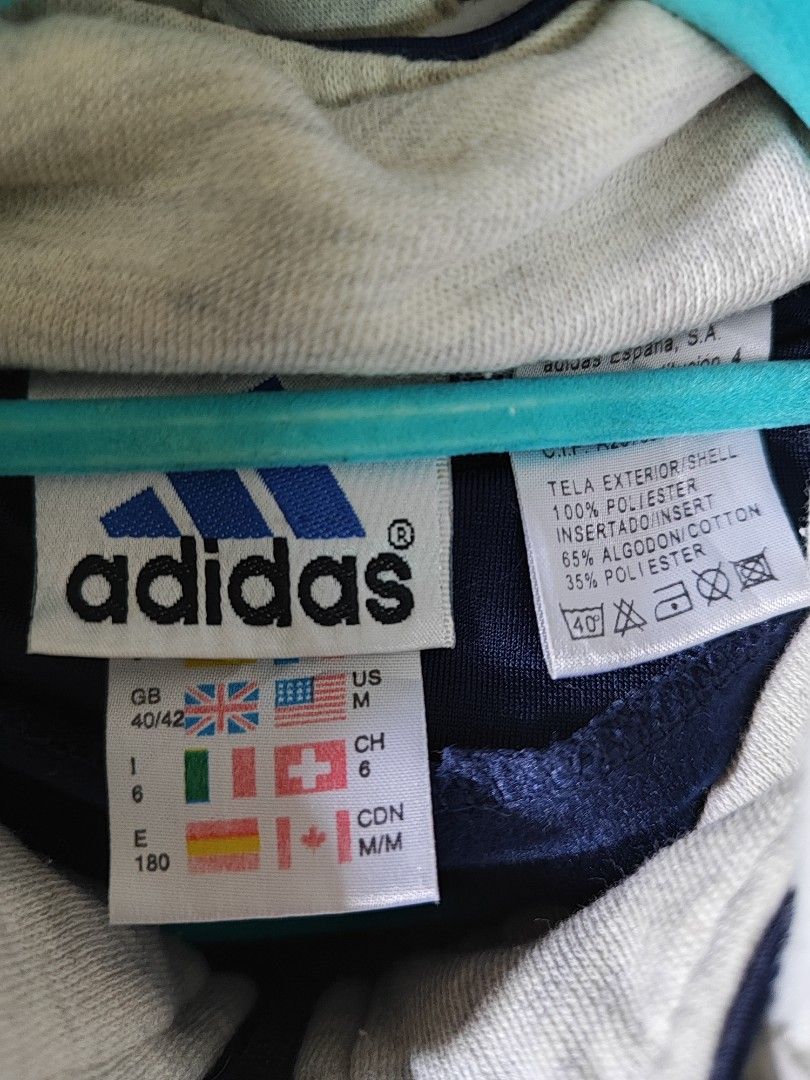 adidas®
GB
40/42
US
M
I
6
CH
6
E
180
CDN
M/M
adidas España, S.A.
4
TELA EXTERIOR/SHELL
100% POLIESTER
INSERTADO/INSERT
65% ALGODON/COTTON
35% POLIESTER
40°